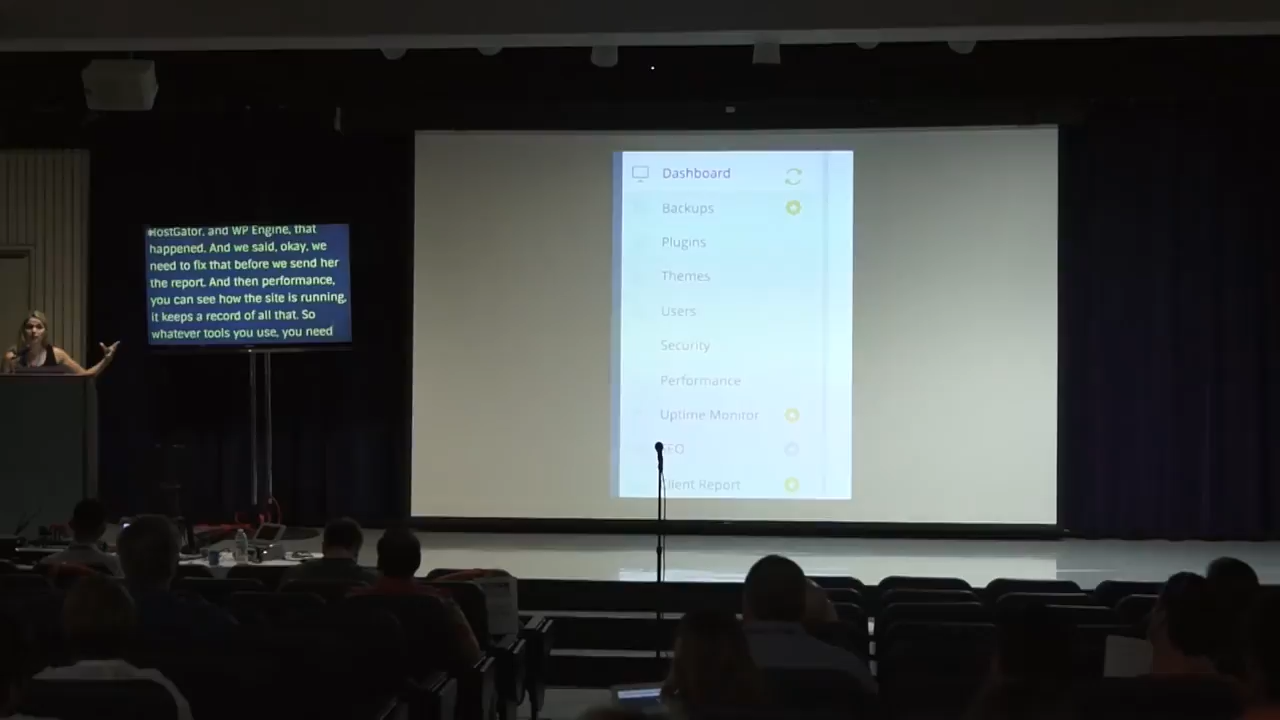 HostGator, and WP Engine, that
happened. And we said, okay, we
need to fix that before we send her
the report. And then performance,
you can see how the site is running,
it keeps a record of all that. So
whatever tools you use, you need
Dashboard
Backups
Plugins
Themes
Users
Security
Performance
Uptime Monitor
SEO
Client Report